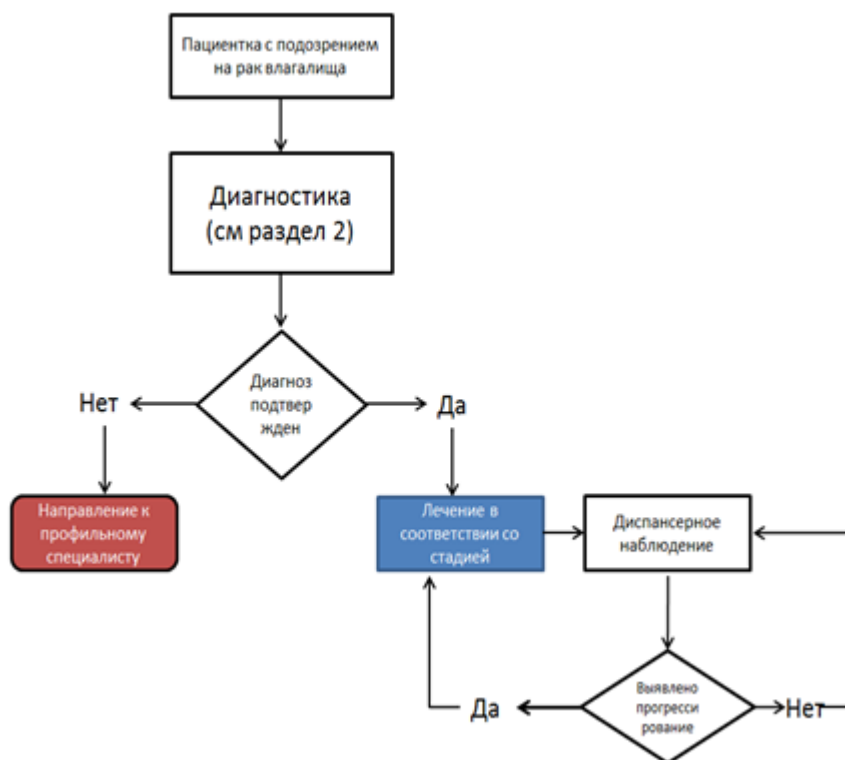 Пациентка с подозрением
на рак влагалища
Диагностика
(см раздел 2)
Диагноз
подтвер
жден
Нет
Да
Направление к
профильному
специалисту
Лечение в
соответствии со
стадией
Диспансерное
наблюдение
Выявлено
прогресси
рование
Да
Нет